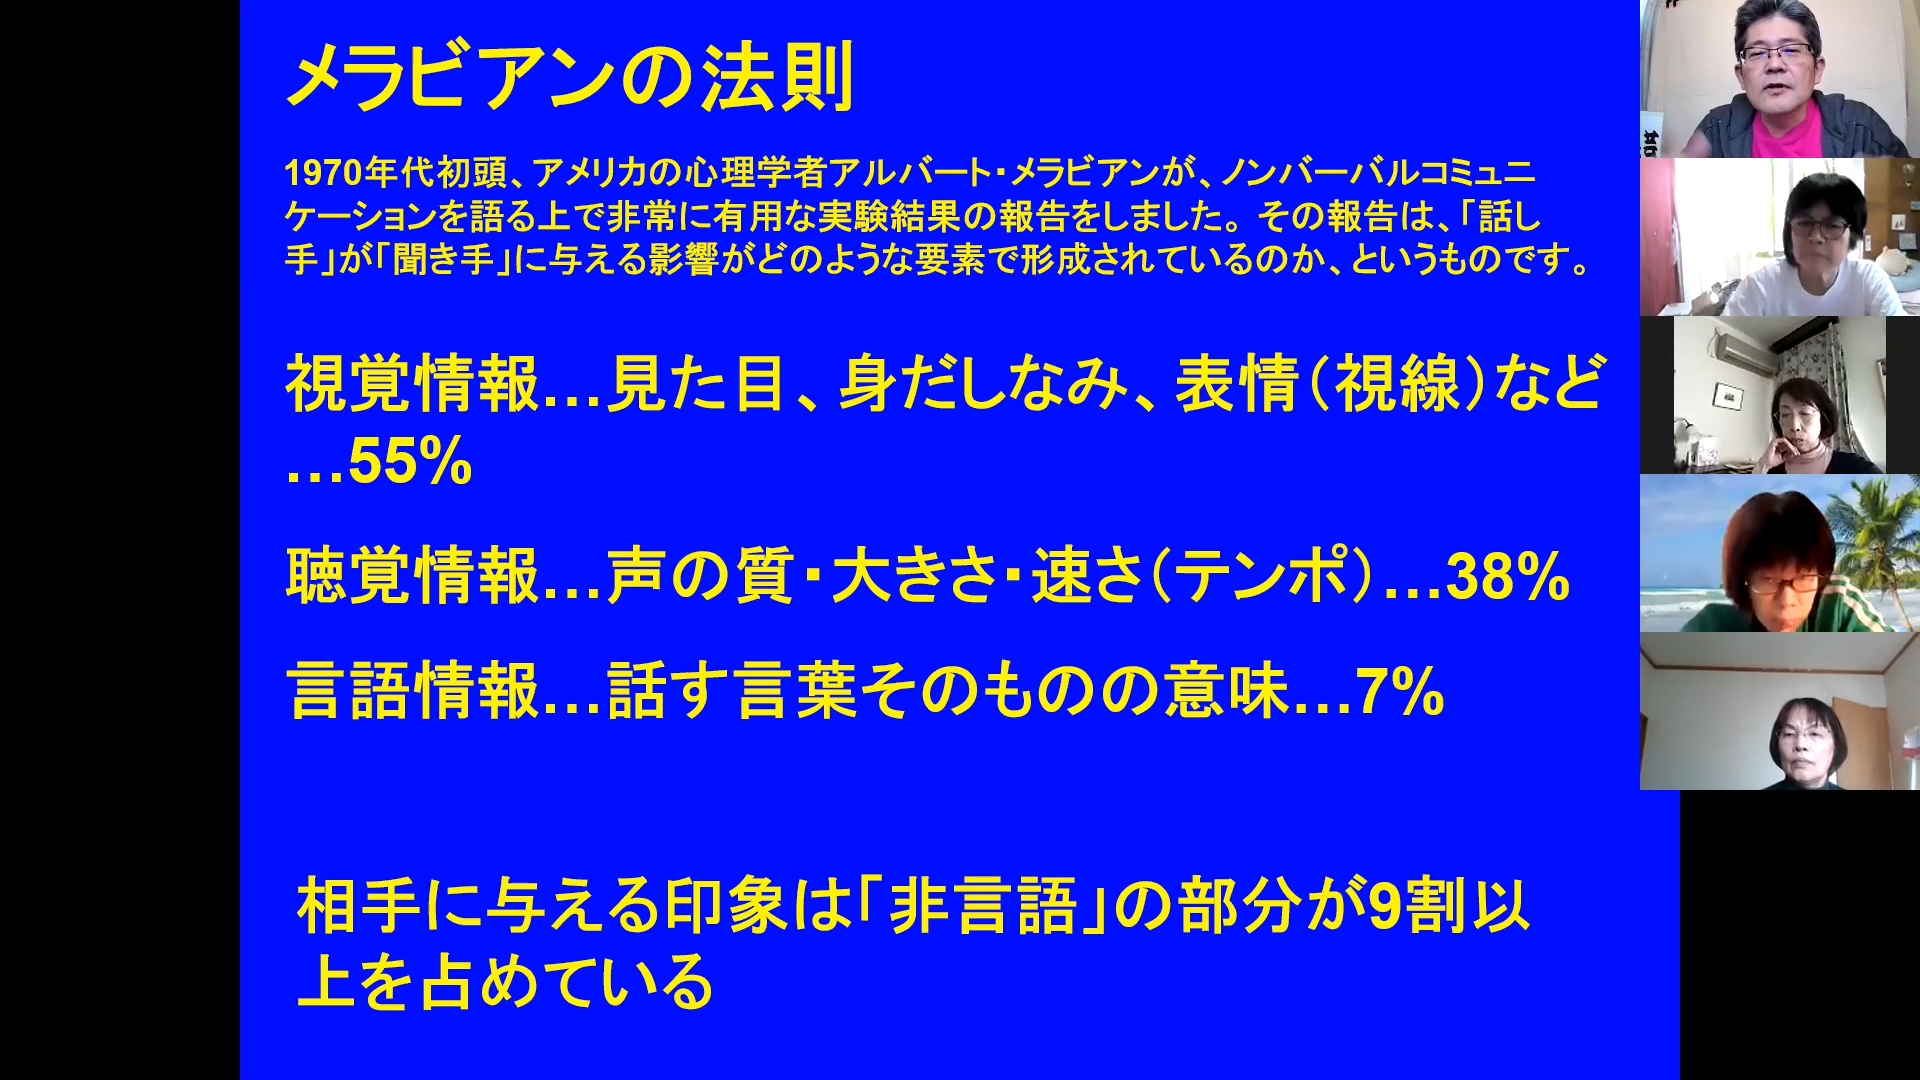 メラビアンの法則
1970年代初頭、アメリカの心理学者アルバート・メラビアンが、ノンバーバルコミュニ
ケーションを語る上で非常に有用な実験結果の報告をしました。その報告は、「話し
手」が「聞き手」に与える影響がどのような要素で形成されているのか、というものです。
視覚情報…見た目、身だしなみ、表情（視線）など
…55%
聴覚情報…声の質・大きさ・速さ（テンポ）…38%
言語情報…話す言葉そのものの意味…7%
相手に与える印象は「非言語」の部分が9割以
上を占めている